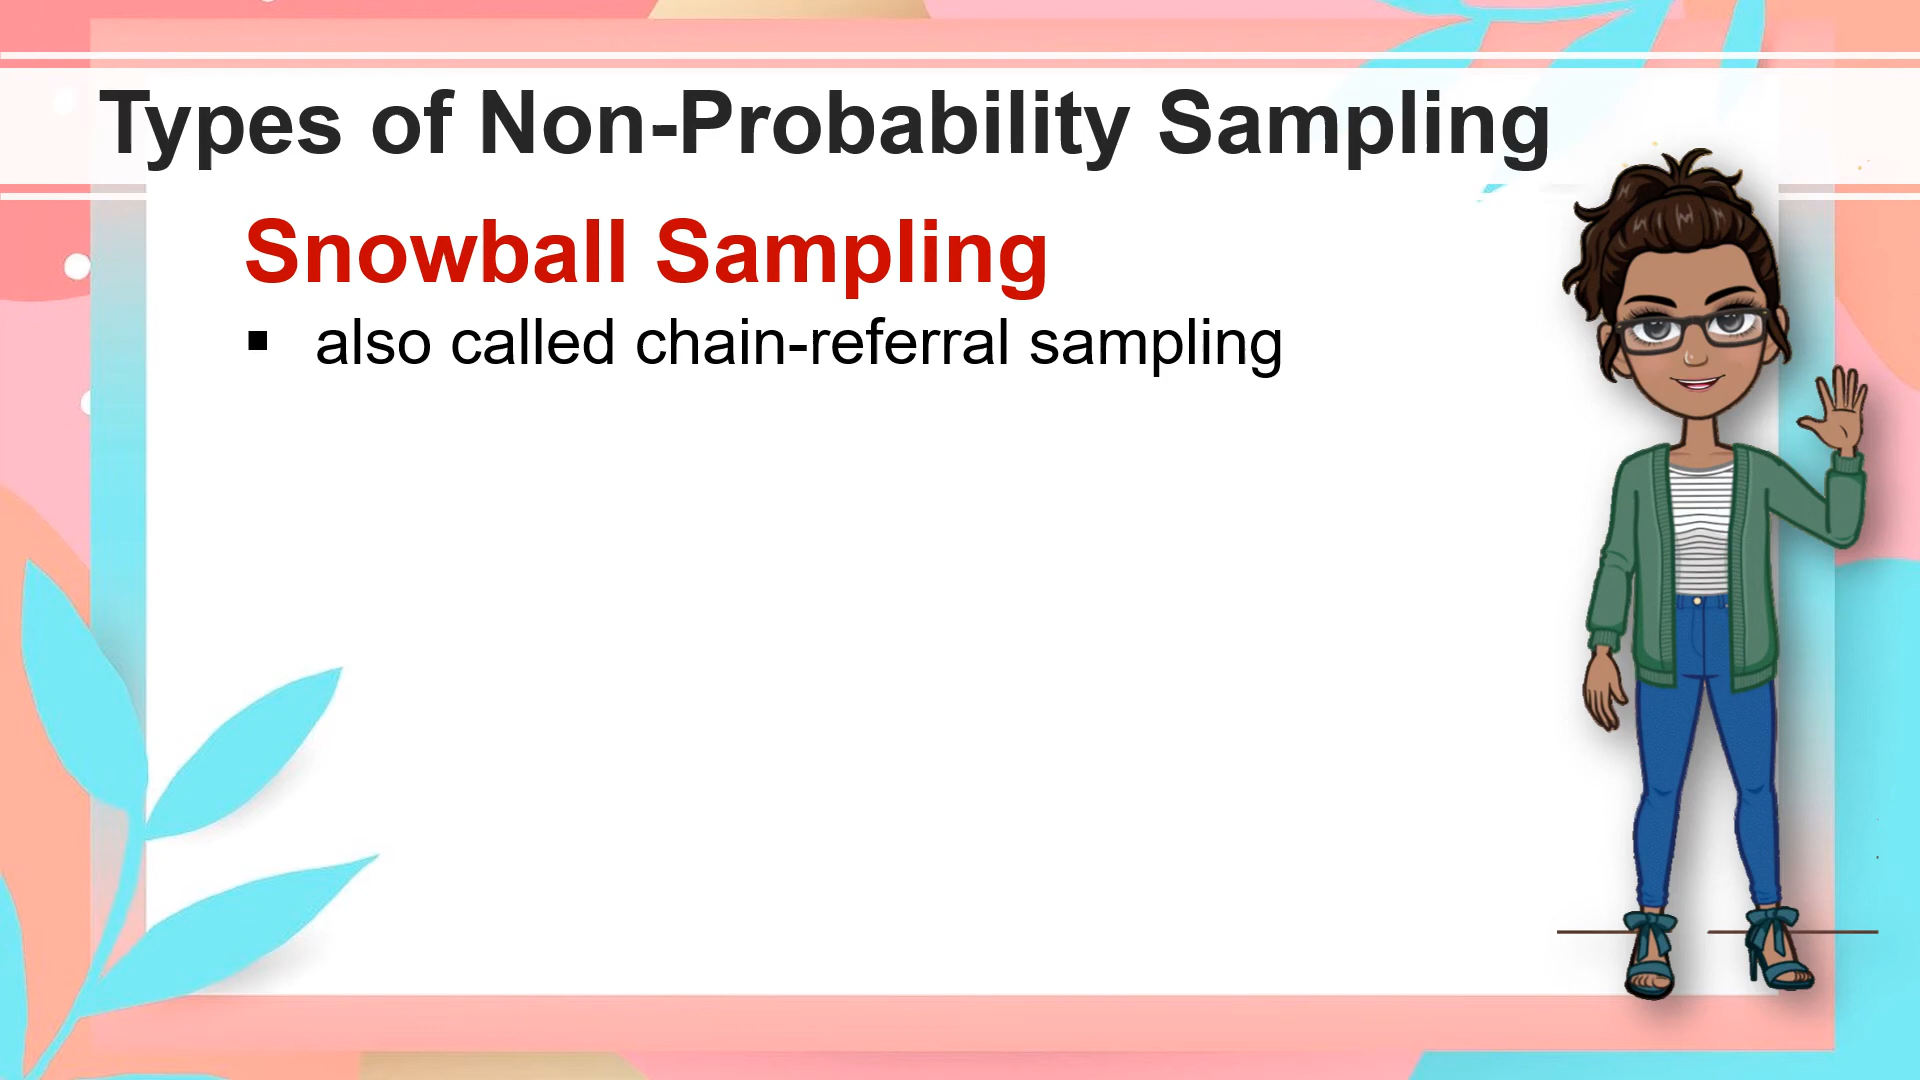 Types of Non-Probability Sampling
Snowball Sampling
▪ also called chain-referral sampling